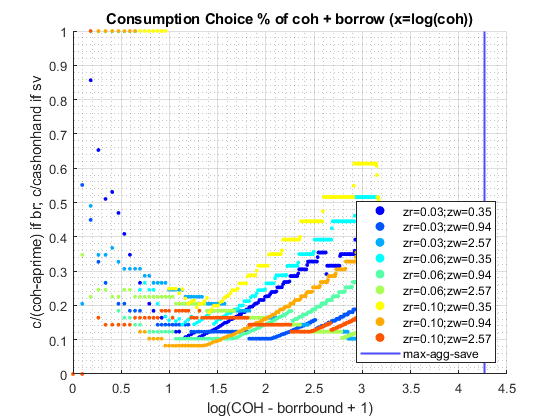 Consumption Choice % of coh + borrow (x=log(coh))
c/(coh-aprime) if br, c/cashonhand if sv
1
0.9
0.8
0.7
0.6
0.5
0.4
0.3
0.2
0.1
0
zr=0.03;zw=0.35
zr=0.03;zw=0.94
zr=0.03;zw=2.57
zr=0.06;zw=0.35
zr=0.06;zw=0.94
zr=0.06;zw=2.57
zr=0.10;zw=0.35
zr=0.10;zw=0.94
zr=0.10;zw=2.57
max-agg-save
0 0.5 1 1.5 2 2.5 3 3.5 4 4.5
log(COH - borrbound + 1)